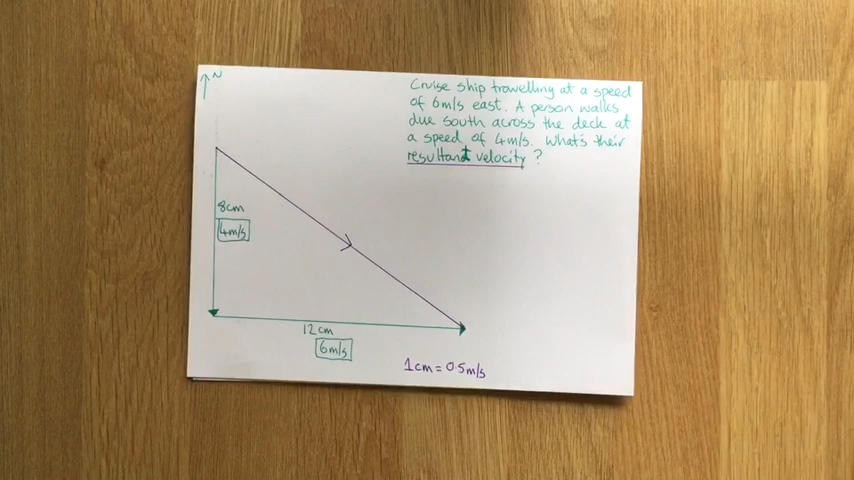 N
Cruise ship travelling at a speed
of 6m/s east. A person walks
due south across the deck at
a speed of 4m/s. What's their
resultant velocity ?
8cm
4m/s
12cm
6m/s
1cm = 0.5m/s